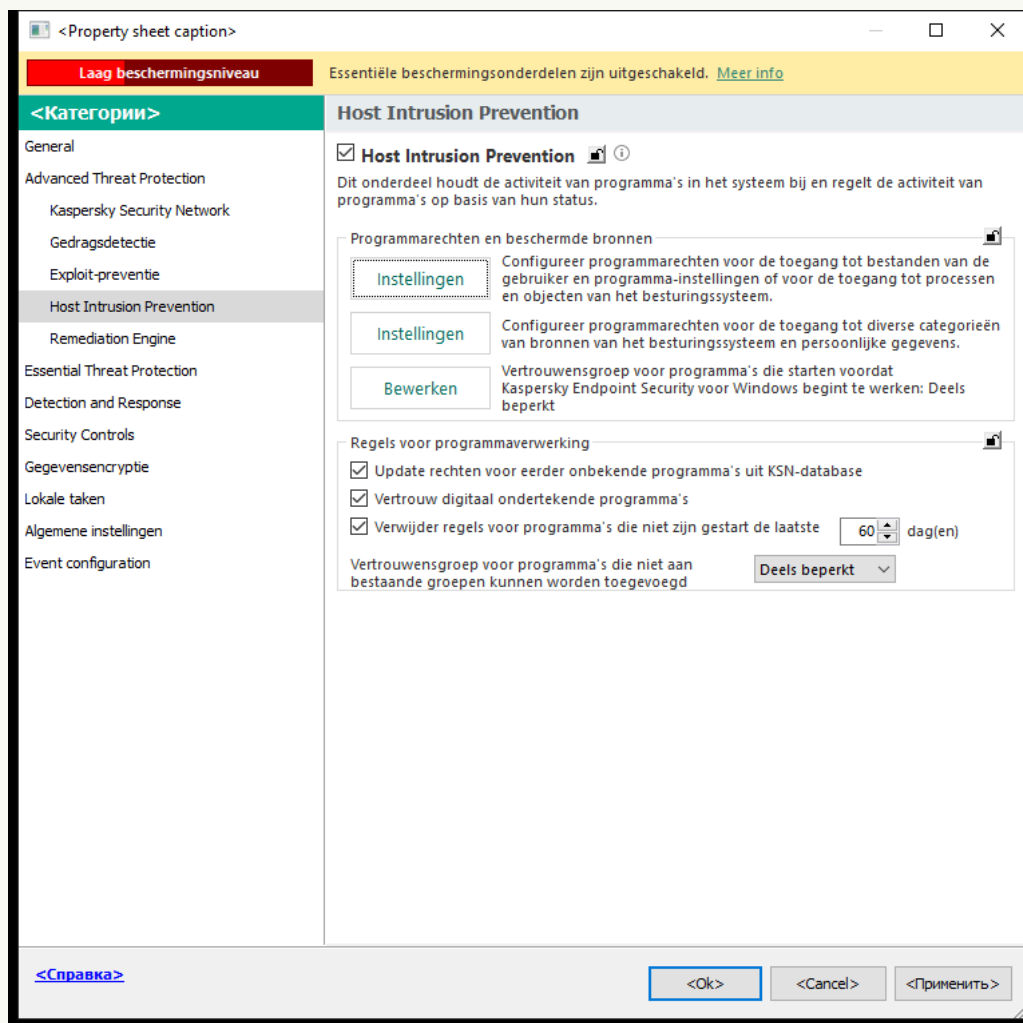 <Property sheet caption>
Laag beschermingsniveau
Essentiële beschermingsonderdelen zijn uitgeschakeld. Meer info
<Категории>
General
Advanced Threat Protection
Kaspersky Security Network
Gedragsdetectie
Exploit-preventie
Host Intrusion Prevention
Remediation Engine
Essential Threat Protection
Detection and Response
Security Controls
Gegevensencryptie
Lokale taken
Algemene instellingen
Event configuration
Host Intrusion Prevention
Host Intrusion Prevention
Dit onderdeel houdt de activiteit van programma's in het systeem bij en regelt de activiteit van
programma's op basis van hun status.
Programmarechten en beschermde bronnen
Instellingen
Configureer programmarechten voor de toegang tot bestanden van de
gebruiker en programma-instellingen of voor de toegang tot processen
en objecten van het besturingssysteem.
Instellingen
Configureer programmarechten voor de toegang tot diverse categorieën
van bronnen van het besturingssysteem en persoonlijke gegevens.
Bewerken
Vertrouwensgroep voor programma's die starten voordat
Kaspersky Endpoint Security voor Windows begint te werken: Deels
beperkt
Regels voor programmaverwerking
Update rechten voor eerder onbekende programma's uit KSN-database
Vertrouw digitaal ondertekende programma's
Verwijder regels voor programma's die niet zijn gestart de laatste 60 dag(en)
Vertrouwensgroep voor programma's die niet aan
bestaande groepen kunnen worden toegevoegd
Deels beperkt
<Справка>
<Ok>
<Cancel>
<Применить>